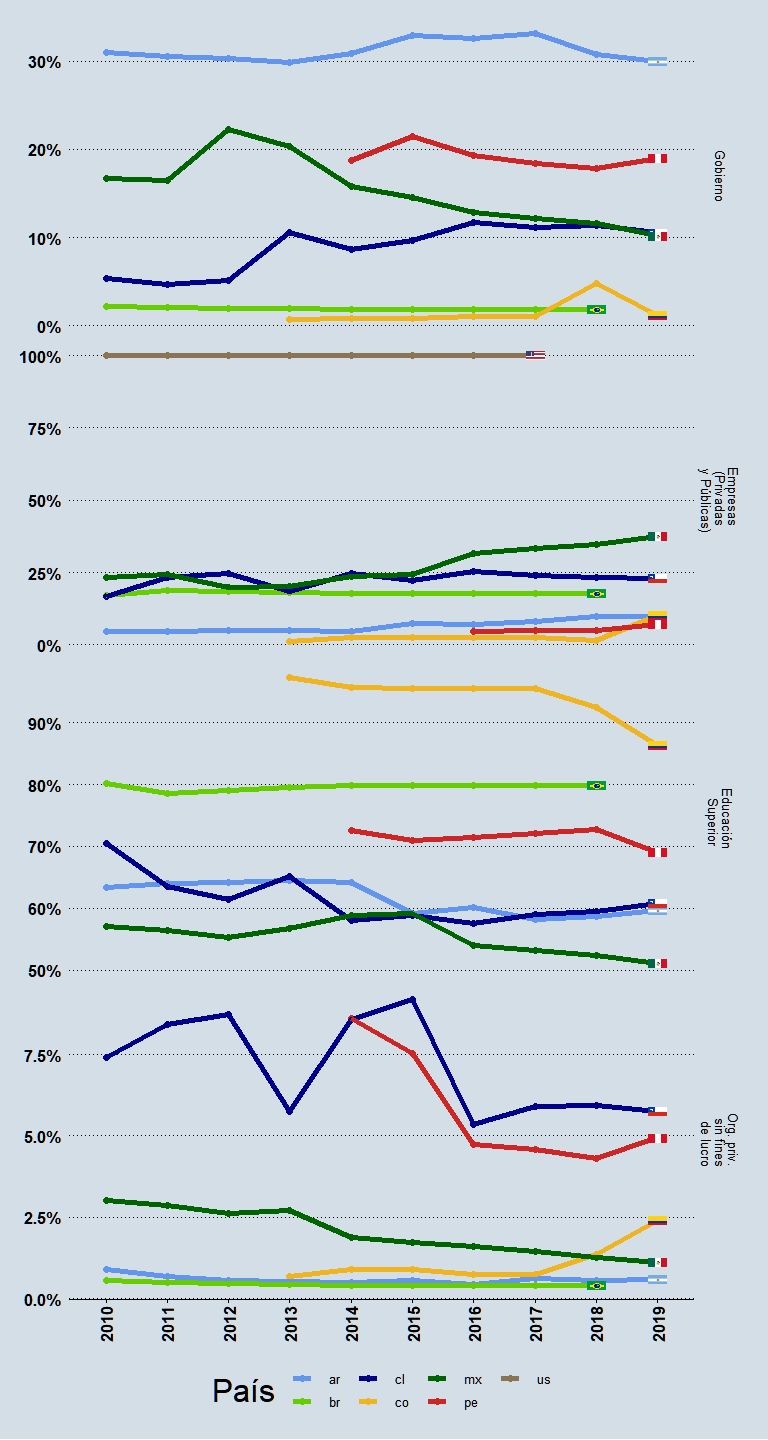 30%
20%
10%
0%
Gobierno
100%
75%
50%
25%
0%
Empresas
(Privadas
y Públicas)
90%
80%
70%
60%
50%
Educación
Superior
7.5%
5.0%
2.5%
0.0%
Org. priv.
sin fines
de lucro
2010
2011
2012
2013
2014
2015
2016
2017
2018
2019
País
ar
cl
mx
us
br
co
pe